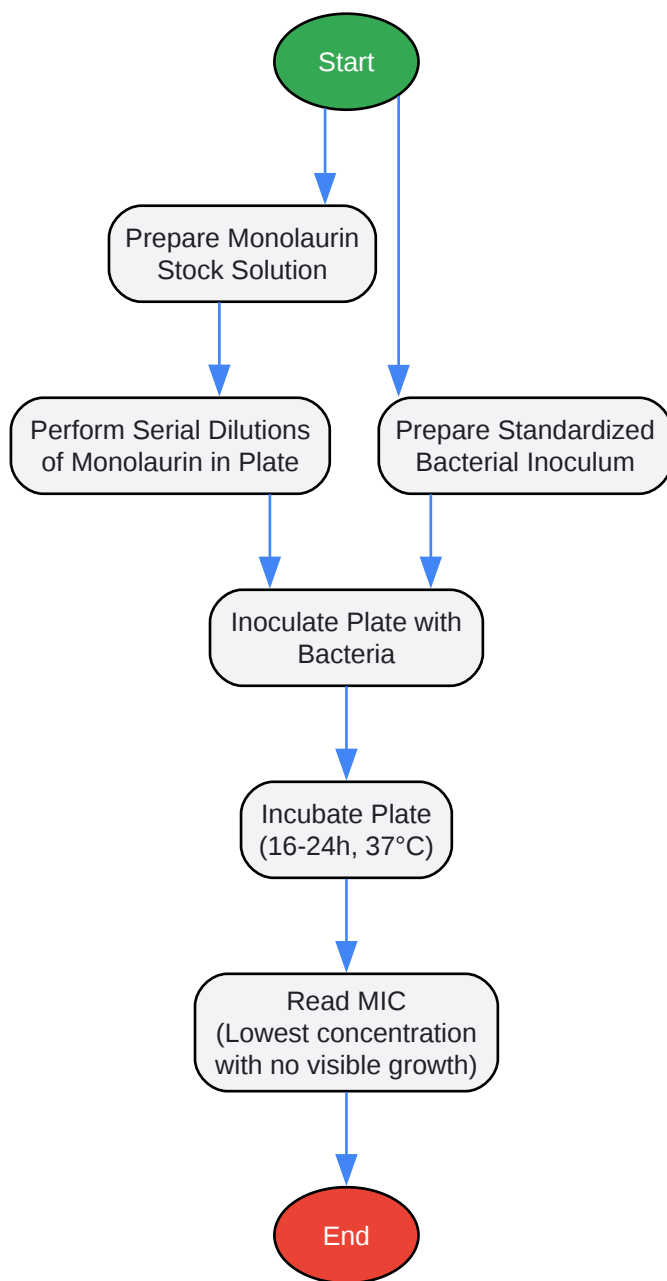 Start
Prepare Monolaurin
Stock Solution
Perform Serial Dilutions
of Monolaurin in Plate
Prepare Standardized
Bacterial Inoculum
Inoculate Plate with
Bacteria
Incubate Plate
(16-24h, 37°C)
Read MIC
(Lowest concentration
with no visible growth)
End